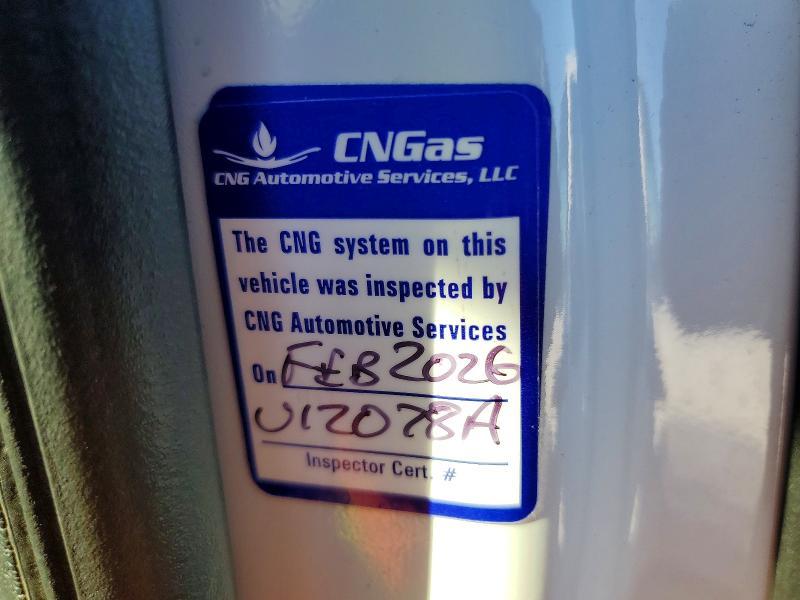 CNGas
CNG Automotive Services, LLC
The CNG system on this
vehicle was inspected by
CNG Automotive Services
On FEB 2026
U12078A
Inspector Cert. #